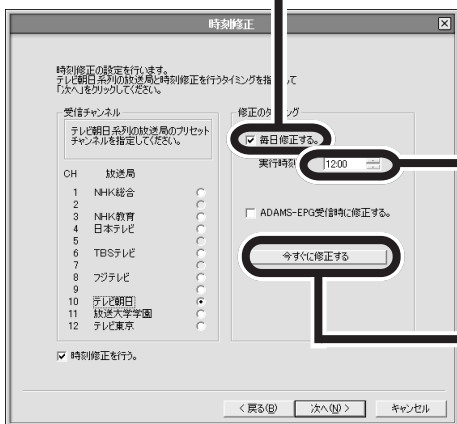 時刻修正
時刻修正の設定を行います。
テレビ朝日系列の放送局と時刻修正を行うタイミングを指 して
「次へ」をクリックしてください。
受信チャンネル
テレビ朝日系列の放送局のプリセット
チャンネルを指定してください。
CH 放送局
1 NHK総合
2
3 NHK教育
4 日本テレビ
5
6 TBSテレビ
7
8 フジテレビ
9
10 テレビ朝日
11 放送大学学園
12 テレビ東京
修正のタイミング
毎日修正する。
実行時刻 12:00
ADAMS-EPG受信時に修正する。
今すぐに修正する
時刻修正を行う。
< 戻る(B) 次へ(N) > キャンセル